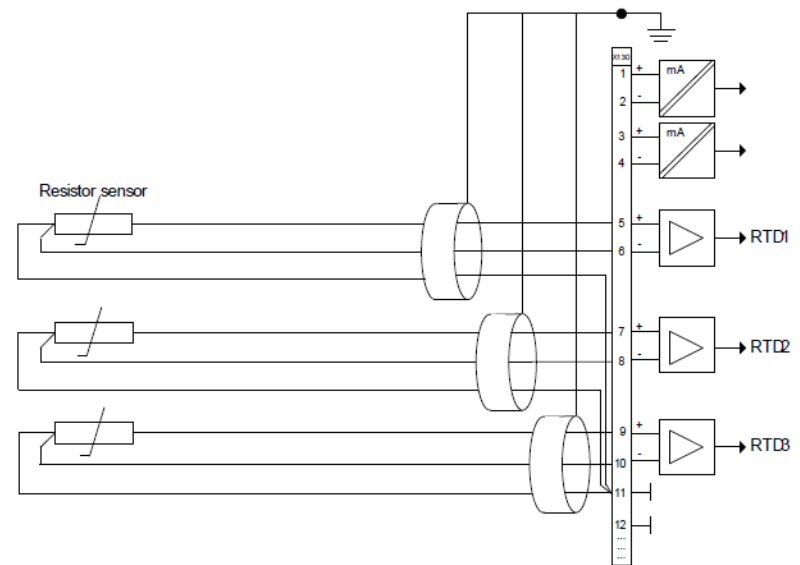 X130
1 + mA
2 -
3 + mA
4 -
Resistor sensor
5 + RTD1
6 -
7 + RTD2
8 -
9 + RTD3
10 -
11
12
...
...
...